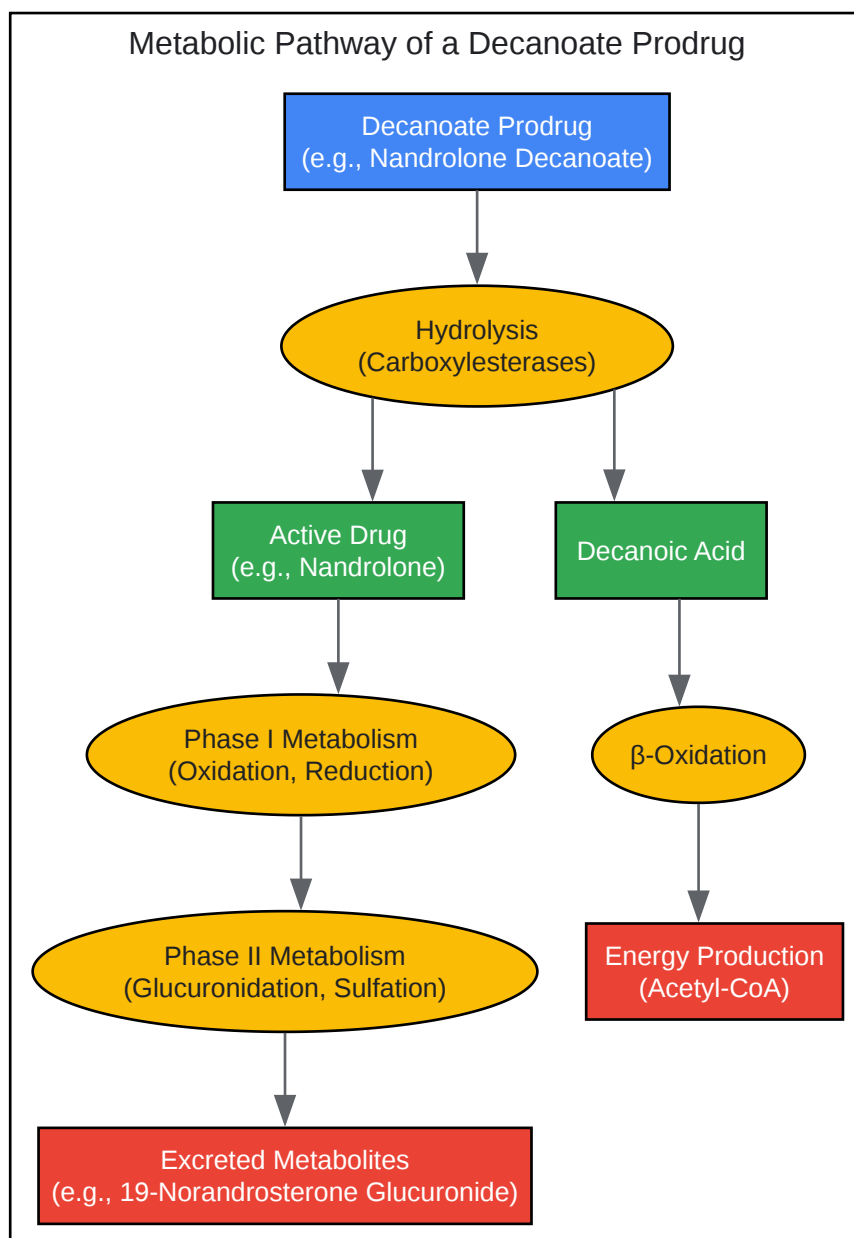 Metabolic Pathway of a Decanoate Prodrug
Decanoate Prodrug
(e.g., Nandrolone Decanoate)
Hydrolysis
(Carboxylesterases)
Active Drug
(e.g., Nandrolone)
Decanoic Acid
Phase I Metabolism
(Oxidation, Reduction)
β-Oxidation
Phase II Metabolism
(Glucuronidation, Sulfation)
Energy Production
(Acetyl-CoA)
Excreted Metabolites
(e.g., 19-Norandrosterone Glucuronide)